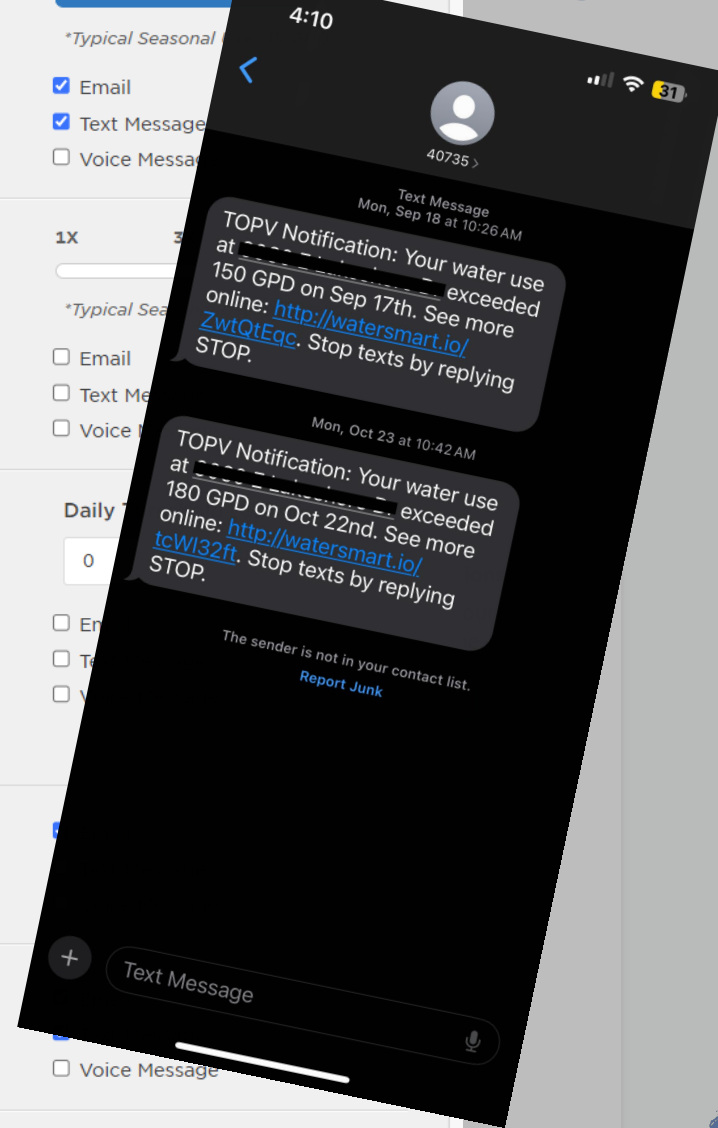 *Typical Seasonal
Email
Text Message
Voice Messa
1X
3
*Typical Sea
Email
Text Me
Voice
Daily
0
Voice Message
4:10
31
40735
Text Message
Mon, Sep 18 at 10:26 AM
TOPV Notification: Your water use
at exceeded
150 GPD on Sep 17th. See more
online: http://watersmart.io/
ZwtQtEqc. Stop texts by replying
STOP.
Mon, Oct 23 at 10:42 AM
TOPV Notification: Your water use
at exceeded
180 GPD on Oct 22nd. See more
online: http://watersmart.io/
tcWI32ft. Stop texts by replying
STOP.
The sender is not in your contact list.
Report Junk
Text Message